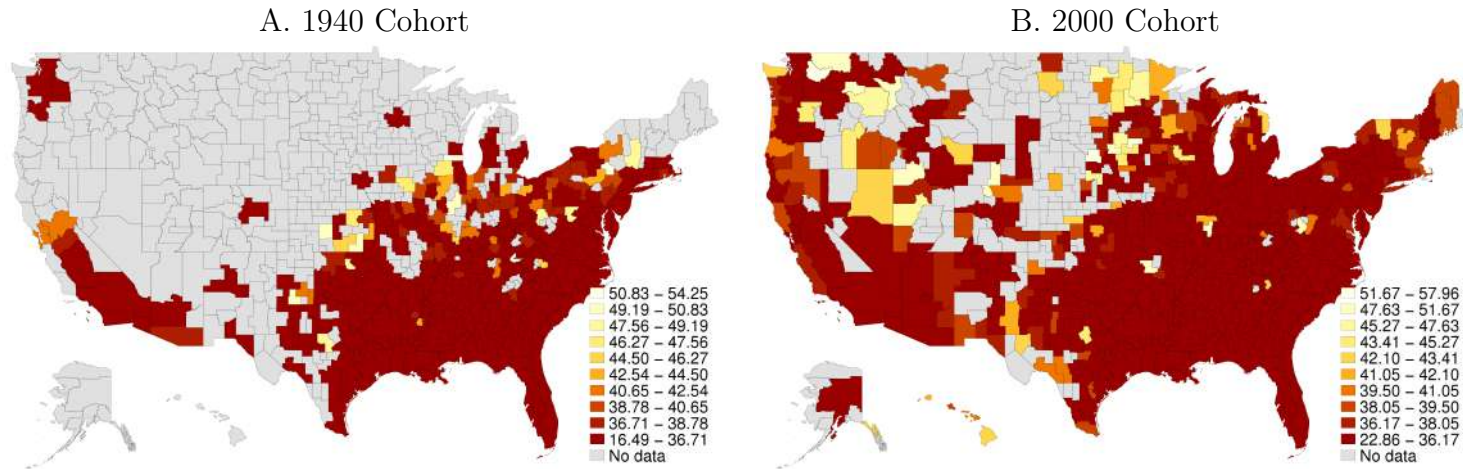 A. 1940 Cohort
50.83 – 54.25
49.19 – 50.83
47.56 – 49.19
46.27 – 47.56
44.50 – 46.27
42.54 – 44.50
40.65 – 42.54
38.78 – 40.65
36.71 – 38.78
16.49 – 36.71
No data
B. 2000 Cohort
51.67 – 57.96
47.63 – 51.67
45.27 – 47.63
43.41 – 45.27
42.10 – 43.41
41.05 – 42.10
39.50 – 41.05
38.05 – 39.50
36.17 – 38.05
22.86 – 36.17
No data